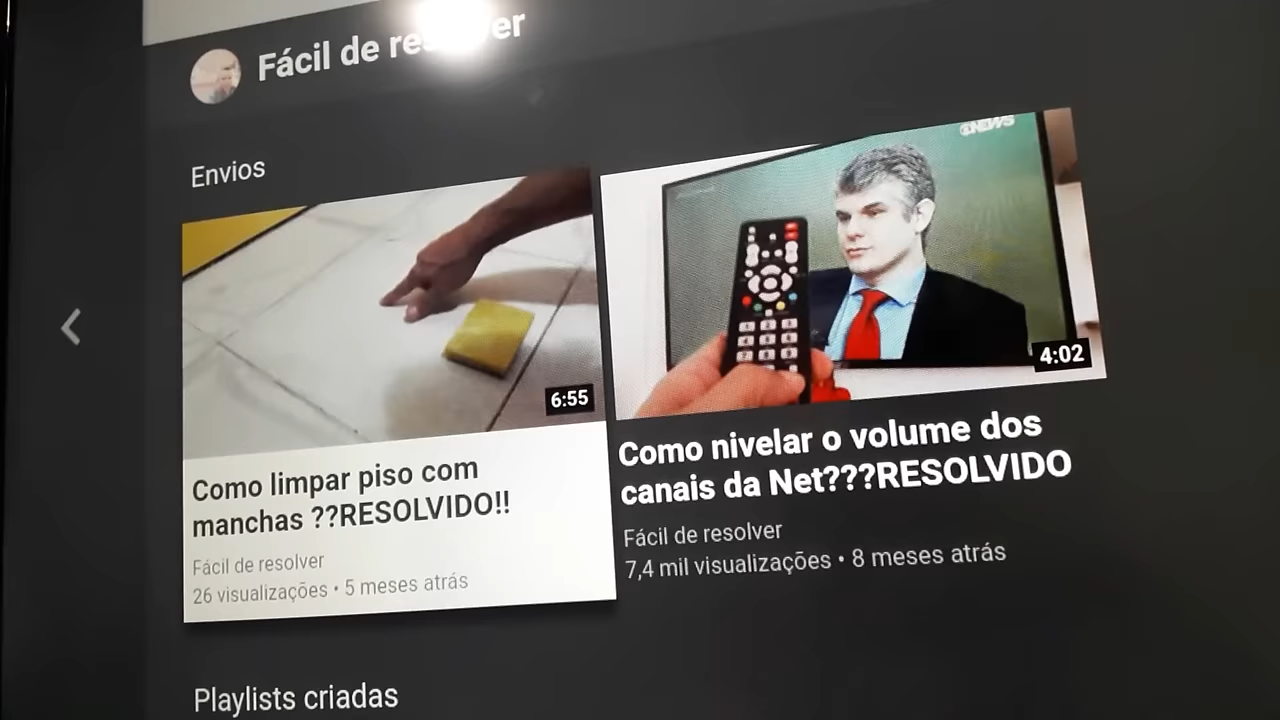 Fácil de resolver
Envios
NEWS
6:55
4:02
Como limpar piso com
manchas ??RESOLVIDO!!
Fácil de resolver
26 visualizações • 5 meses atrás
Como nivelar o volume dos
canais da Net???RESOLVIDO
Fácil de resolver
7,4 mil visualizações • 8 meses atrás
Playlists criadas